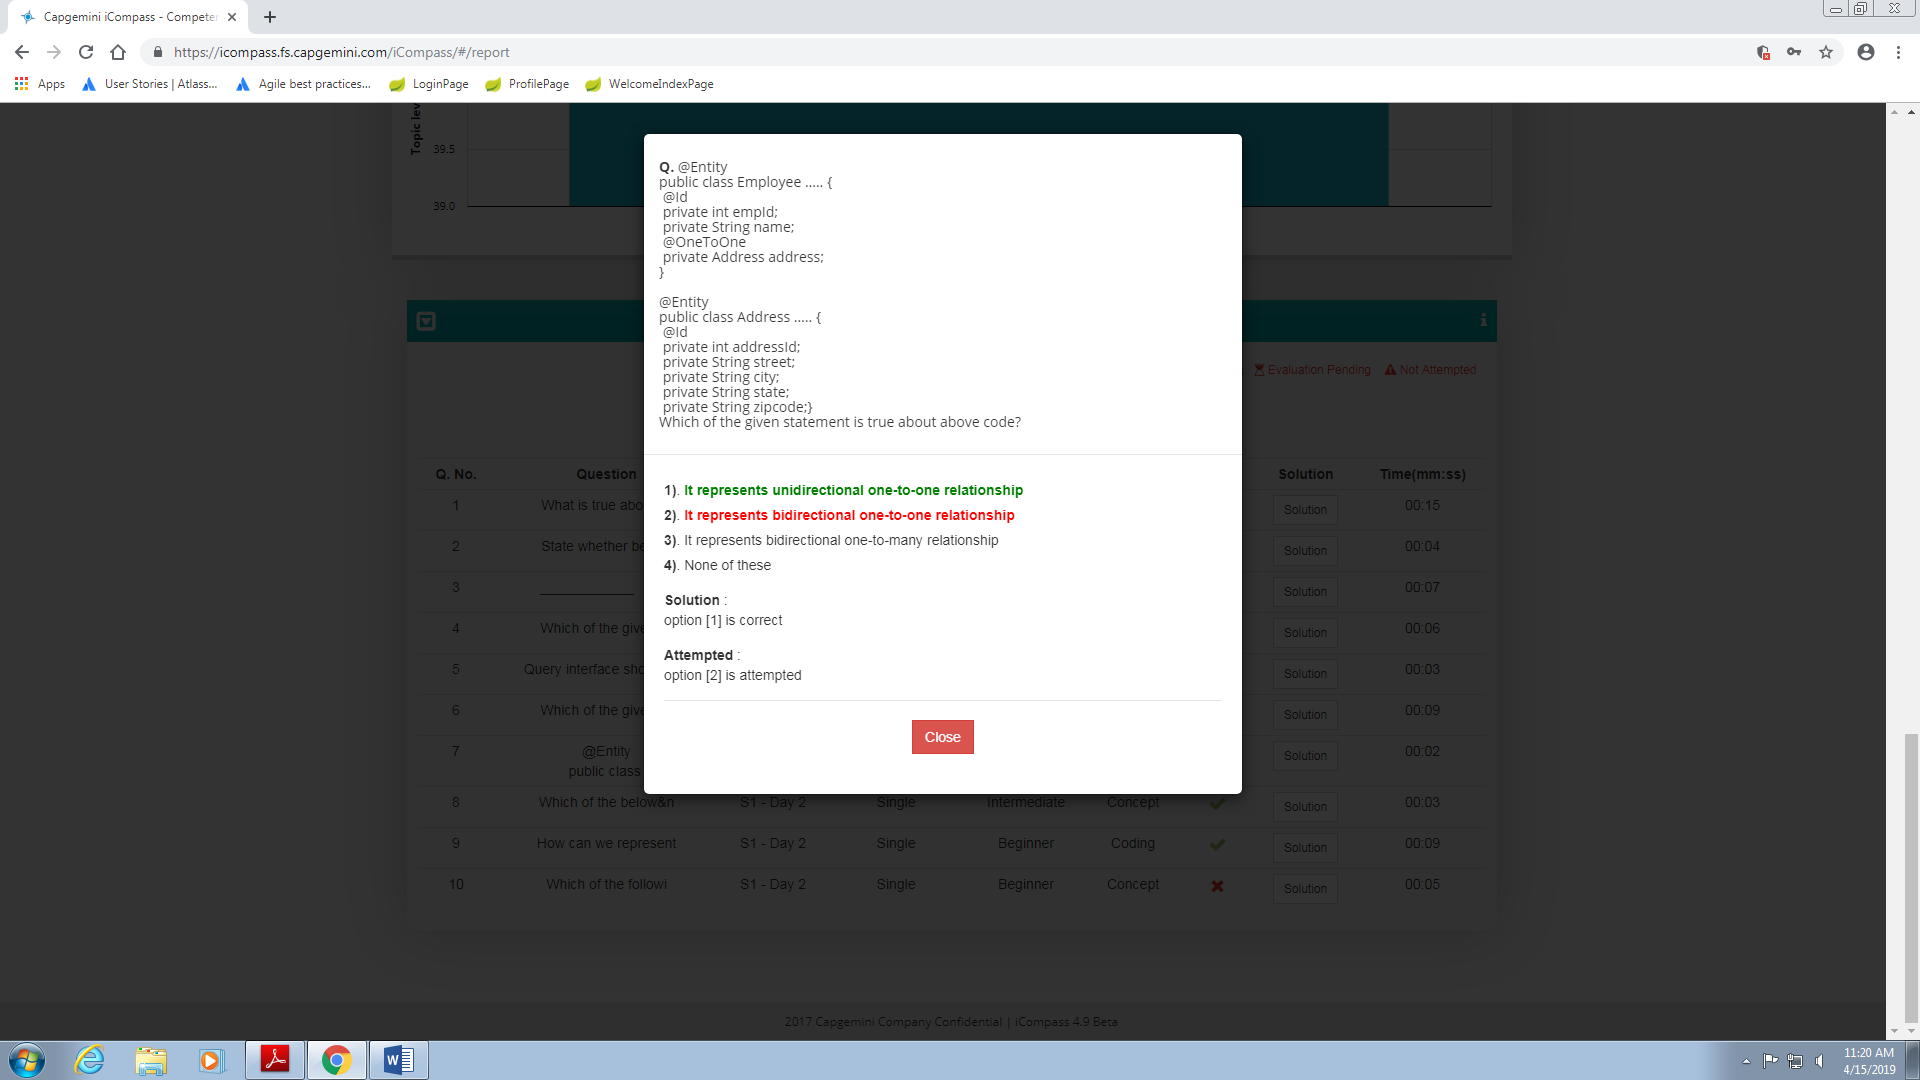 Capgemini iCompass - Competer
https://icompass.fs.capgemini.com/iCompass/#/report
Apps
User Stories | Atlass...
Agile best practices...
LoginPage
ProfilePage
WelcomeIndexPage
Topic lev
39.5
39.0
Q. @Entity
public class Employee ..... {
@Id
private int empId;
private String name;
@OneToOne
private Address address;
}
@Entity
public class Address ..... {
@Id
private int addressId;
private String street;
private String city;
private String state;
private String zipcode;}
Which of the given statement is true about above code?
1). It represents unidirectional one-to-one relationship
2). It represents bidirectional one-to-one relationship
3). It represents bidirectional one-to-many relationship
4). None of these
Solution :
option [1] is correct
Attempted :
option [2] is attempted
Close
Evaluation Pending Not Attempted
Q. No. Question Solution Time(mm:ss)
1 What is true abo Solution 00:15
2 State whether be Solution 00:04
3 ____________ Solution 00:07
4 Which of the give Solution 00:06
5 Query interface sho Solution 00:03
6 Which of the give Solution 00:09
7 @Entity Solution 00:02
public class
8 Which of the below&n S1 - Day 2 Single Intermediate Concept Solution 00:03
9 How can we represent S1 - Day 2 Single Beginner Coding Solution 00:09
10 Which of the followi S1 - Day 2 Single Beginner Concept Solution 00:05
2017 Capgemini Company Confidential | iCompass 4.9 Beta
11:20 AM
4/15/2019